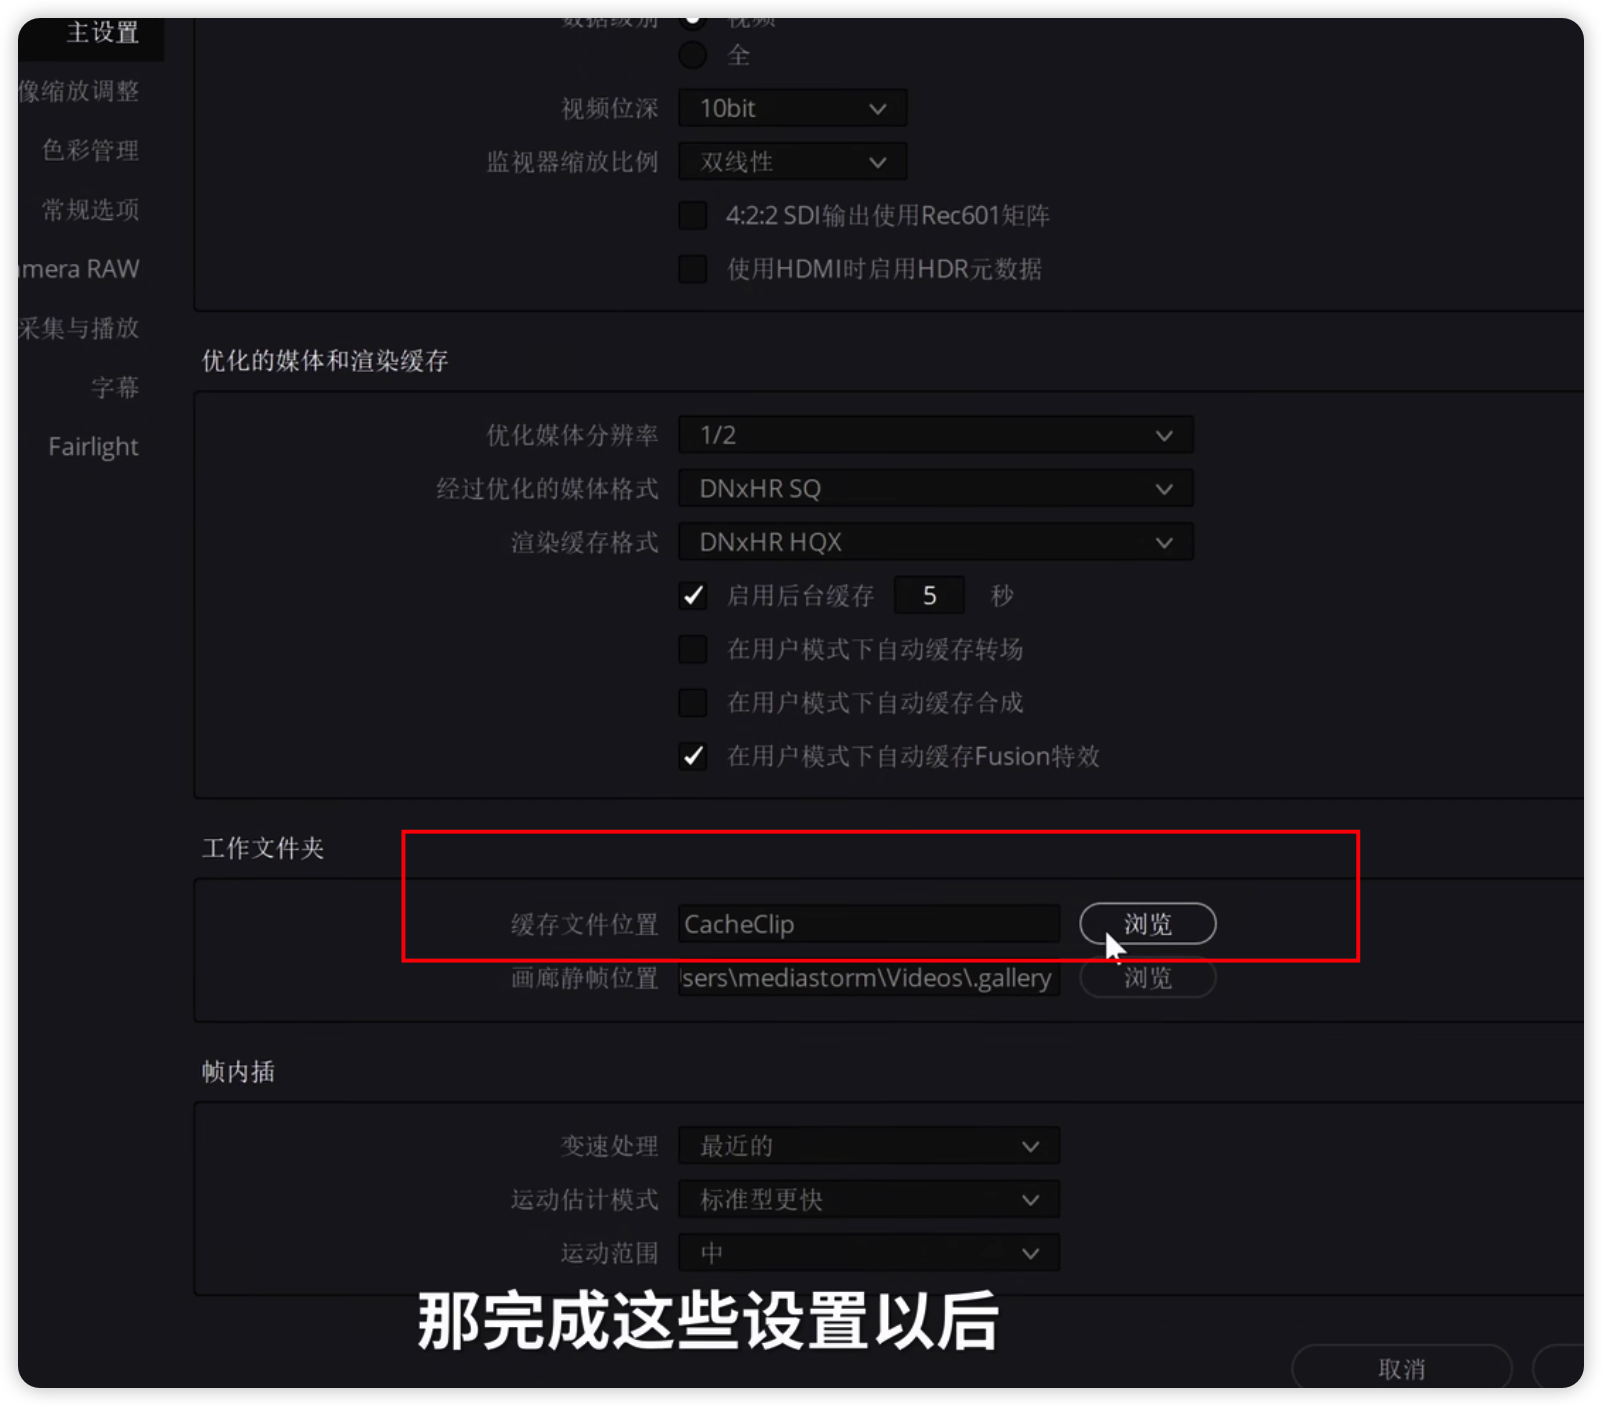 主设置
像缩放调整
色彩管理
常规选项
amera RAW
采集与播放
字幕
Fairlight
数据级别 视频
全
视频位深 10bit
监视器缩放比例 双线性
4:2:2 SDI输出使用Rec601矩阵
使用HDMI时启用HDR元数据
优化的媒体和渲染缓存
优化媒体分辨率 1/2
经过优化的媒体格式 DNxHR SQ
渲染缓存格式 DNxHR HQX
启用后台缓存 5 秒
在用户模式下自动缓存转场
在用户模式下自动缓存合成
在用户模式下自动缓存Fusion特效
工作文件夹
缓存文件位置 CacheClip 浏览
画廊静帧位置 sers\mediastorm\Videos\.gallery 浏览
帧内插
变速处理 最近的
运动估计模式 标准型更快
运动范围 中
那完成这些设置以后
取消